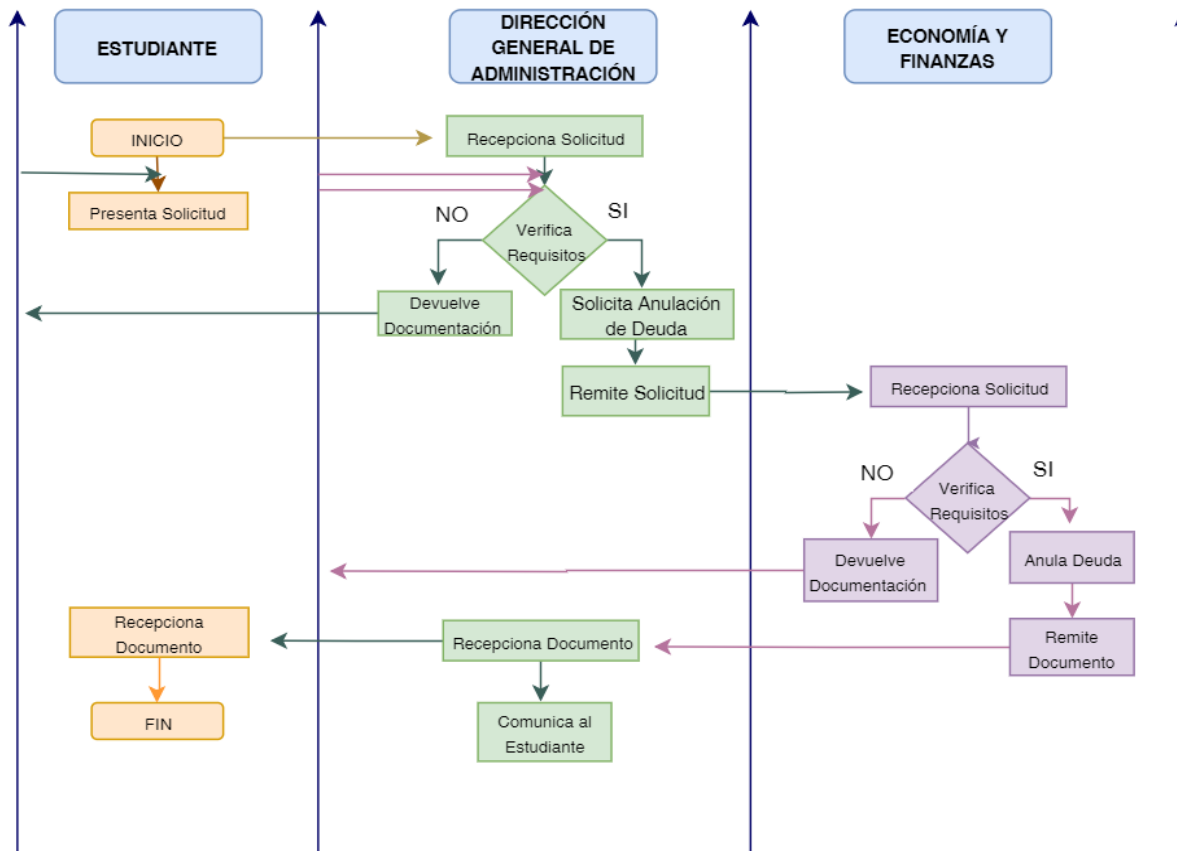 ESTUDIANTE
DIRECCIÓN
GENERAL DE
ADMINISTRACIÓN
ECONOMÍA Y
FINANZAS
INICIO
Recepciona Solicitud
Presenta Solicitud
NO
SI
Verifica
Requisitos
Devuelve
Documentación
Solicita Anulación
de Deuda
Remite Solicitud
Recepciona Solicitud
NO
SI
Verifica
Requisitos
Devuelve
Documentación
Anula Deuda
Recepciona
Documento
Recepciona Documento
Remite
Documento
FIN
Comunica al
Estudiante